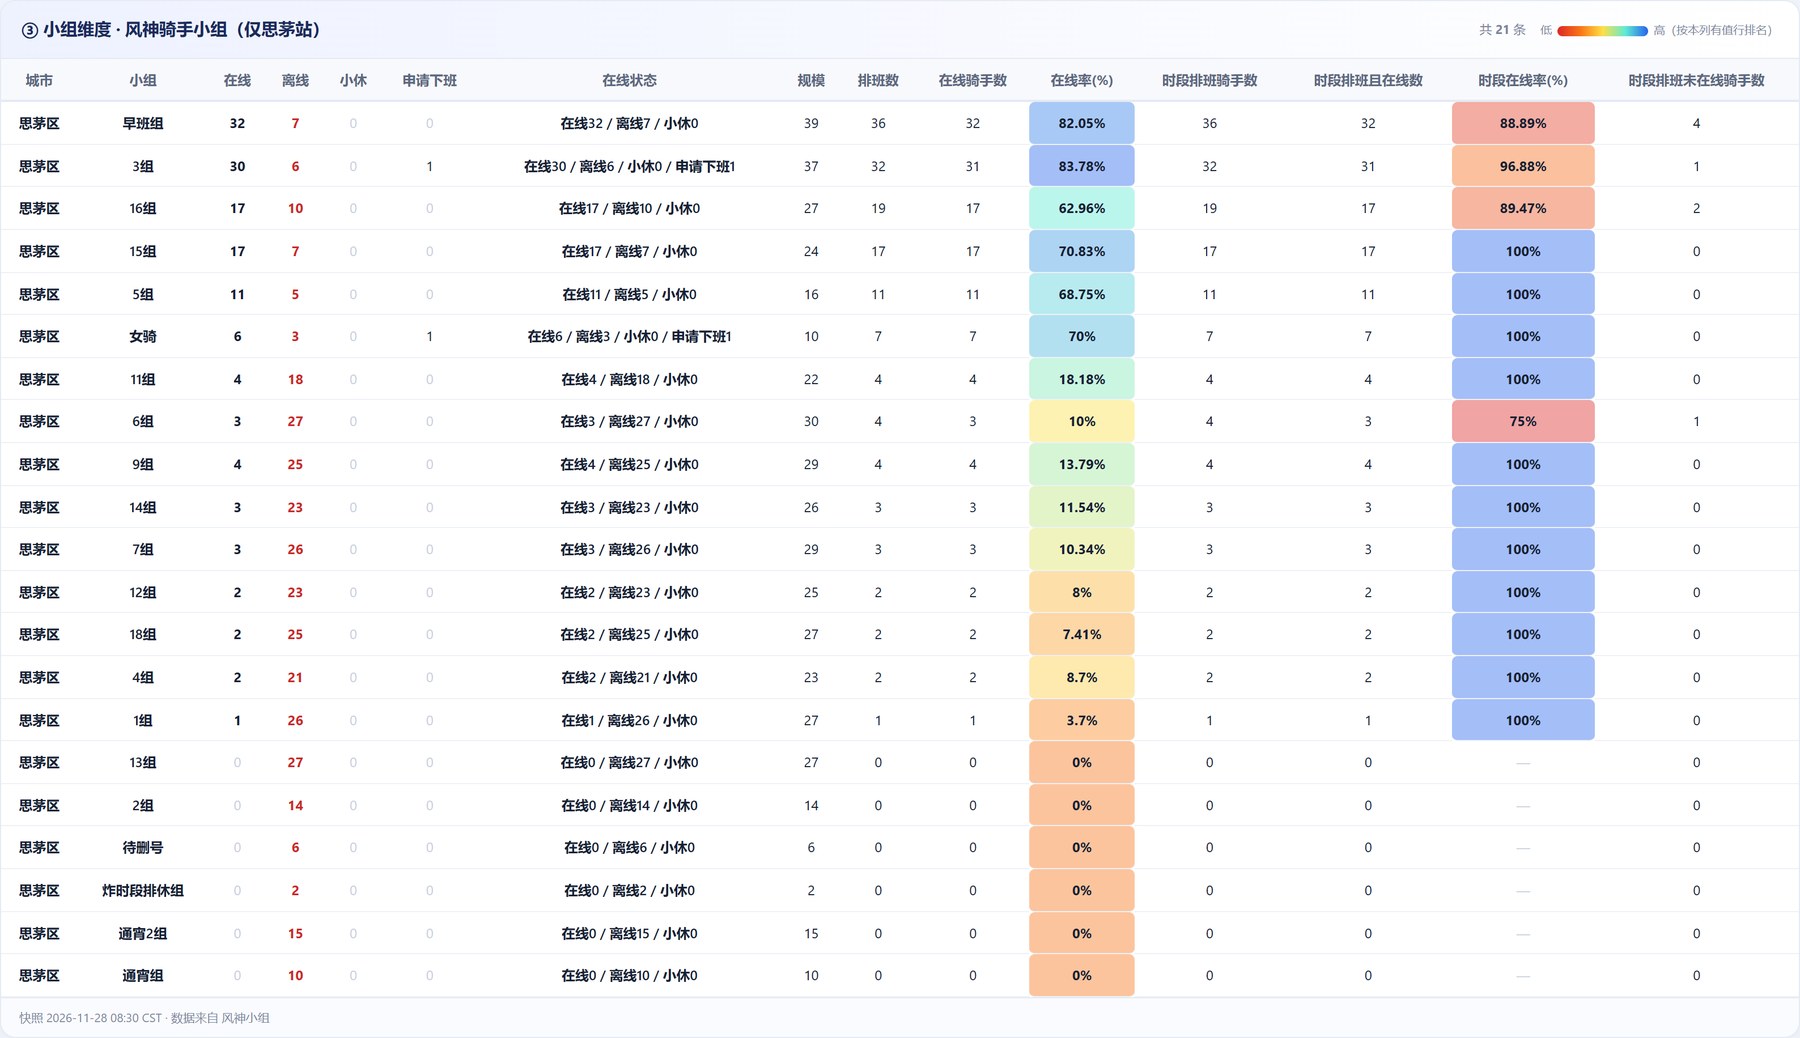 ③ 小组维度 · 风神骑手小组（仅思茅站）
共 21 条 低 高 (按本列有值行排名)
城市 小组 在线 离线 小休 申请下班 在线状态 规模 排班数 在线骑手数 在线率(%) 时段排班骑手数 时段排班且在线数 时段在线率(%) 时段排班未在线骑手数
思茅区 早班组 32 7 0 0 在线32 / 离线7 / 小休0 39 36 32 82.05% 36 32 88.89% 4
思茅区 3组 30 6 0 1 在线30 / 离线6 / 小休0 / 申请下班1 37 32 31 83.78% 32 31 96.88% 1
思茅区 16组 17 10 0 0 在线17 / 离线10 / 小休0 27 19 17 62.96% 19 17 89.47% 2
思茅区 15组 17 7 0 0 在线17 / 离线7 / 小休0 24 17 17 70.83% 17 17 100% 0
思茅区 5组 11 5 0 0 在线11 / 离线5 / 小休0 16 11 11 68.75% 11 11 100% 0
思茅区 女骑 6 3 0 1 在线6 / 离线3 / 小休0 / 申请下班1 10 7 7 70% 7 7 100% 0
思茅区 11组 4 18 0 0 在线4 / 离线18 / 小休0 22 4 4 18.18% 4 4 100% 0
思茅区 6组 3 27 0 0 在线3 / 离线27 / 小休0 30 4 3 10% 4 3 75% 1
思茅区 9组 4 25 0 0 在线4 / 离线25 / 小休0 29 4 4 13.79% 4 4 100% 0
思茅区 14组 3 23 0 0 在线3 / 离线23 / 小休0 26 3 3 11.54% 3 3 100% 0
思茅区 7组 3 26 0 0 在线3 / 离线26 / 小休0 29 3 3 10.34% 3 3 100% 0
思茅区 12组 2 23 0 0 在线2 / 离线23 / 小休0 25 2 2 8% 2 2 100% 0
思茅区 18组 2 25 0 0 在线2 / 离线25 / 小休0 27 2 2 7.41% 2 2 100% 0
思茅区 4组 2 21 0 0 在线2 / 离线21 / 小休0 23 2 2 8.7% 2 2 100% 0
思茅区 1组 1 26 0 0 在线1 / 离线26 / 小休0 27 1 1 3.7% 1 1 100% 0
思茅区 13组 0 27 0 0 在线0 / 离线27 / 小休0 27 0 0 0% 0 0 — 0
思茅区 2组 0 14 0 0 在线0 / 离线14 / 小休0 14 0 0 0% 0 0 — 0
思茅区 待删号 0 6 0 0 在线0 / 离线6 / 小休0 6 0 0 0% 0 0 — 0
思茅区 炸时段排休组 0 2 0 0 在线0 / 离线2 / 小休0 2 0 0 0% 0 0 — 0
思茅区 通宵2组 0 15 0 0 在线0 / 离线15 / 小休0 15 0 0 0% 0 0 — 0
思茅区 通宵组 0 10 0 0 在线0 / 离线10 / 小休0 10 0 0 0% 0 0 — 0
快照 2026-11-28 08:30 CST · 数据来自 风神小组